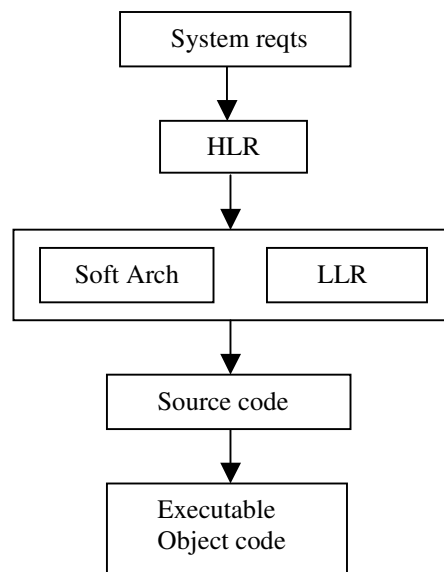 System reqts
HLR
Soft Arch
LLR
Source code
Executable
Object code